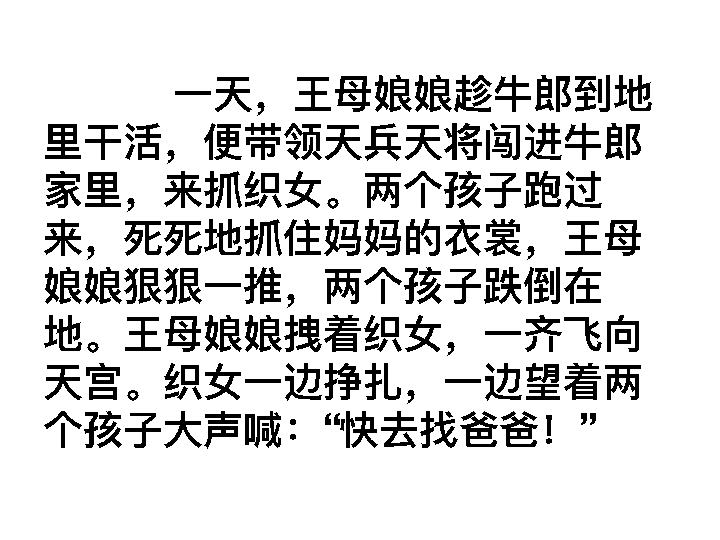 一天，王母娘娘趁牛郎到地
里干活，便带领天兵天将闯进牛郎
家里，来抓织女。两个孩子跑过
来，死死地抓住妈妈的衣裳，王母
娘娘狠狠一推，两个孩子跌倒在
地。王母娘娘拽着织女，一齐飞向
天宫。织女一边挣扎，一边望着两
个孩子大声喊：“快去找爸爸！”